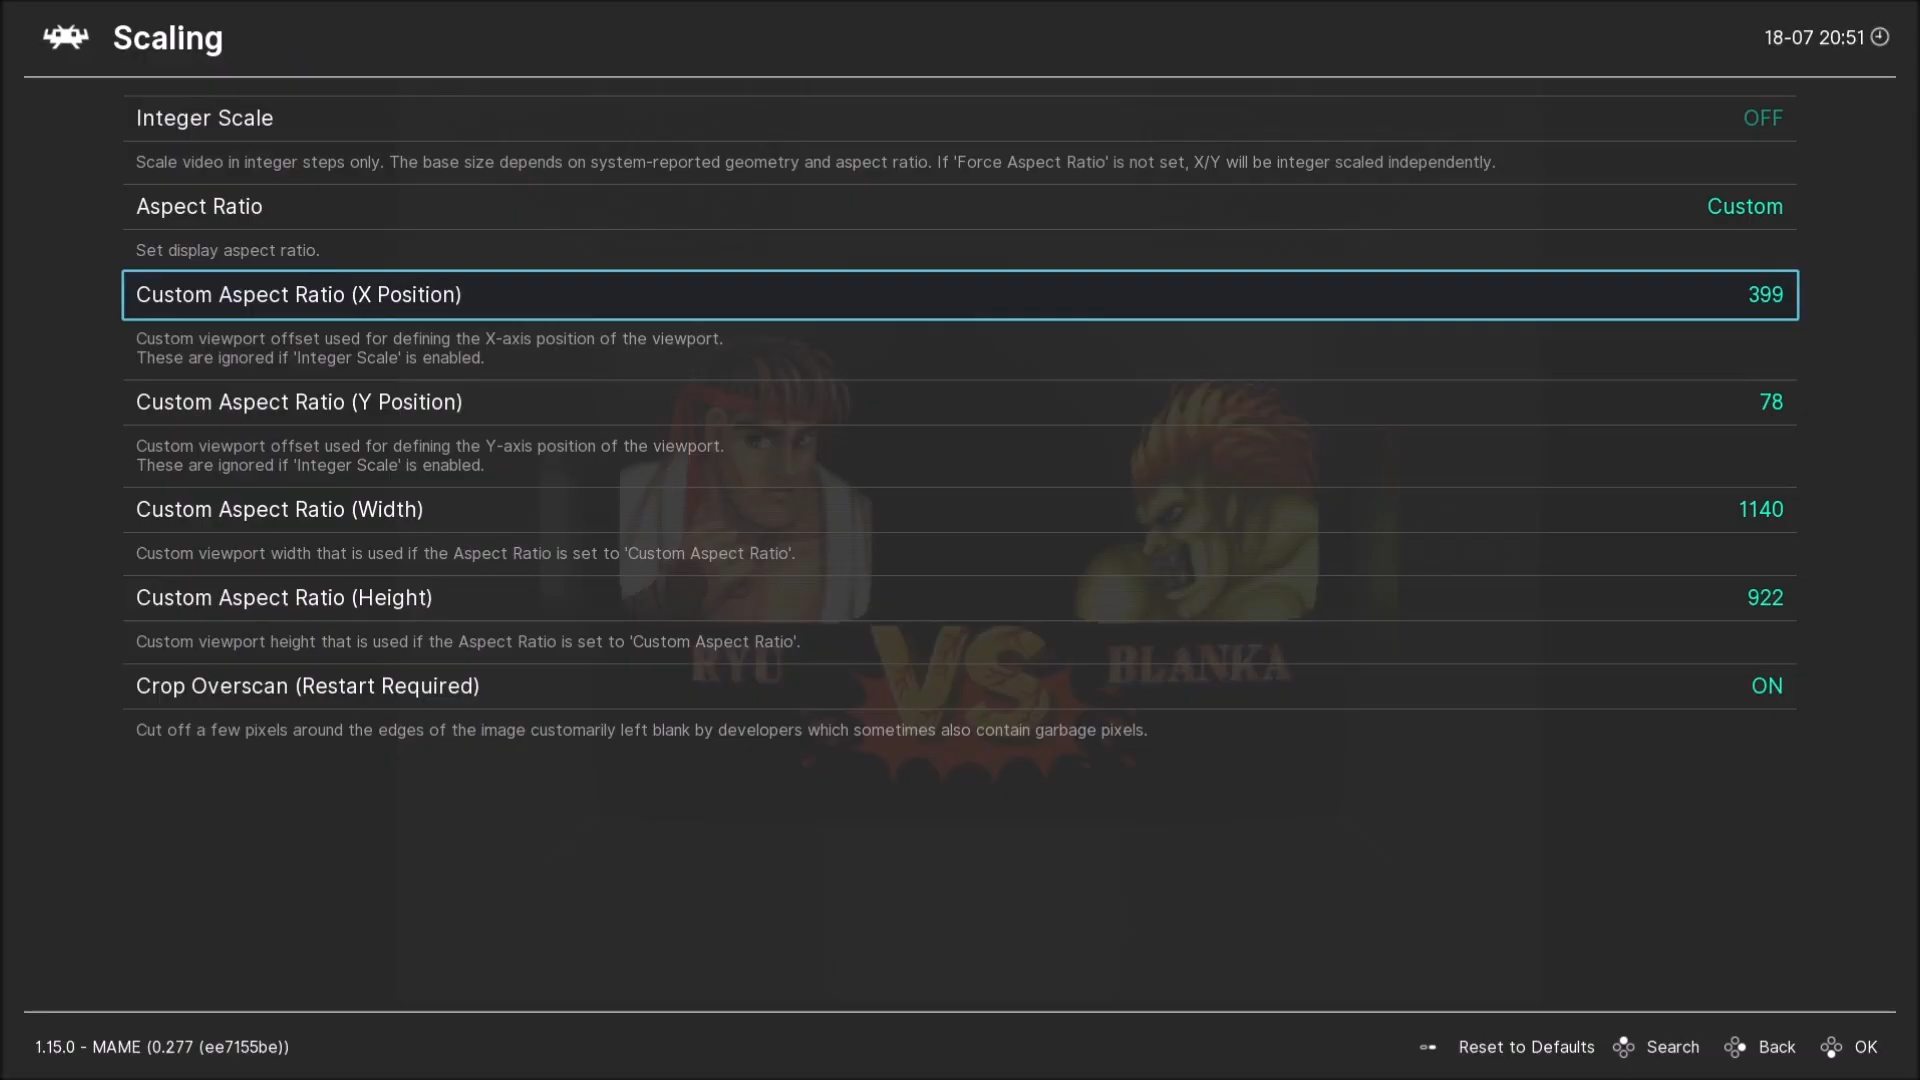 Scaling
18-07 20:51
Integer Scale
OFF
Scale video in integer steps only. The base size depends on system-reported geometry and aspect ratio. If 'Force Aspect Ratio' is not set, X/Y will be integer scaled independently.
Aspect Ratio
Custom
Set display aspect ratio.
Custom Aspect Ratio (X Position)
399
Custom viewport offset used for defining the X-axis position of the viewport.
These are ignored if 'Integer Scale' is enabled.
Custom Aspect Ratio (Y Position)
78
Custom viewport offset used for defining the Y-axis position of the viewport.
These are ignored if 'Integer Scale' is enabled.
Custom Aspect Ratio (Width)
1140
Custom viewport width that is used if the Aspect Ratio is set to 'Custom Aspect Ratio'.
Custom Aspect Ratio (Height)
922
Custom viewport height that is used if the Aspect Ratio is set to 'Custom Aspect Ratio'.
RYU
VS
BLANKA
Crop Overscan (Restart Required)
ON
Cut off a few pixels around the edges of the image customarily left blank by developers which sometimes also contain garbage pixels.
1.15.0 - MAME (0.277 (ee7155be))
Reset to Defaults
Search
Back
OK